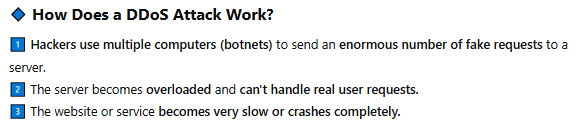 🔷 How Does a DDoS Attack Work?
1️⃣ Hackers use multiple computers (botnets) to send an enormous number of fake requests to a
server.
2️⃣ The server becomes overloaded and can't handle real user requests.
3️⃣ The website or service becomes very slow or crashes completely.